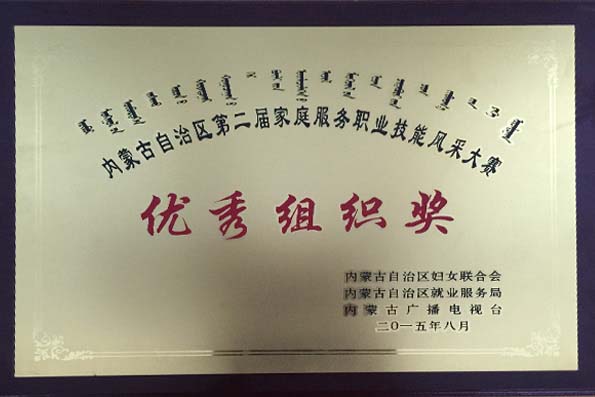 内蒙古自治区第二届家庭服务职业技能风采大赛
优秀组织奖
内蒙古自治区妇女联合会
内蒙古自治区就业服务局
内蒙古广播电视台
二〇一五年八月